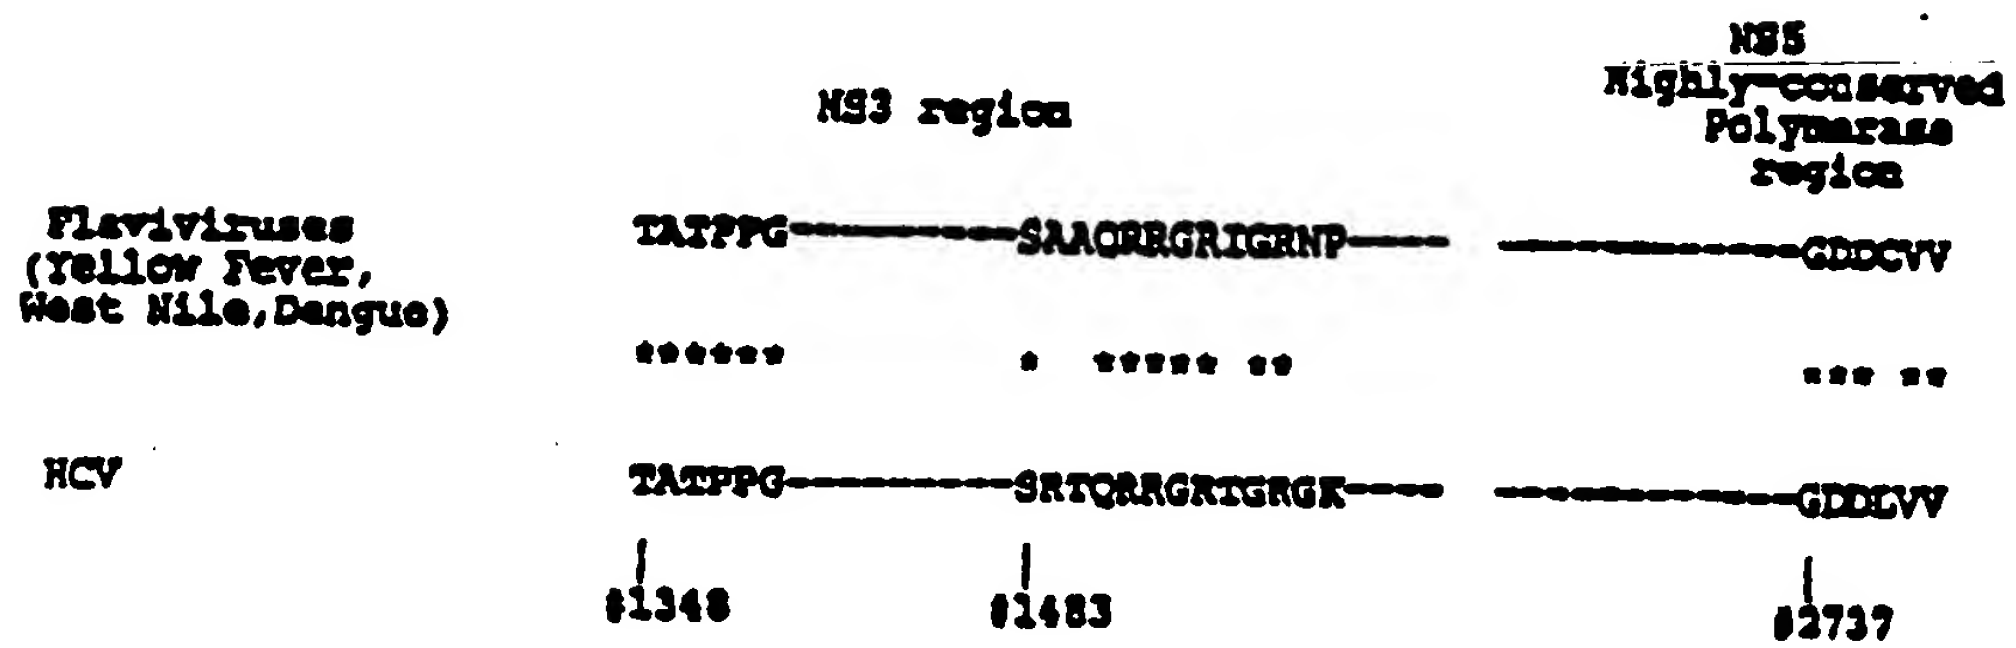 NS5
Highly-conserved
Polymerase
region
NS3 region
Flaviviruses
(Yellow Fever,
West Nile,Dengue)
TATPPG----------SAAQRRGRIGRNP---- ------------GDDCVV
****** * ***** ** *** **
HCV
TATPPG----------SRTQRRGRTGRGK---- ------------GDDLVV
#1348 #1483 #2737